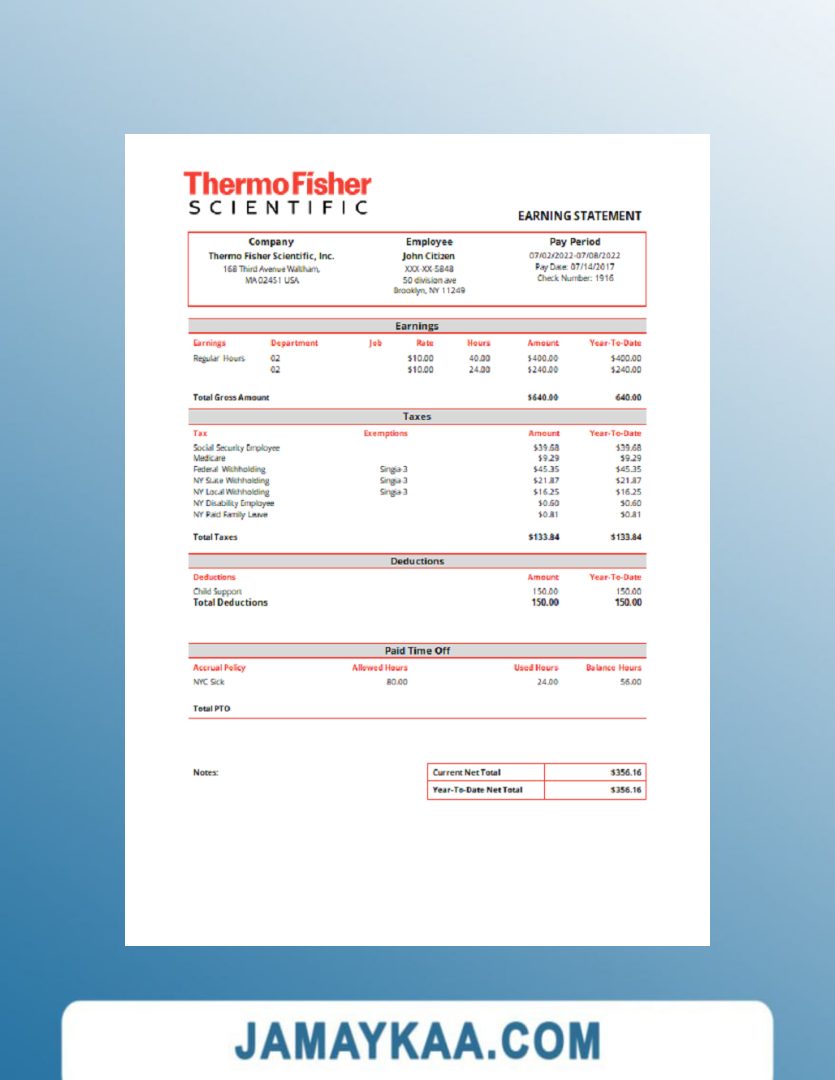 ThermoFisher
SCIENTIFIC
EARNING STATEMENT
Company Employee Pay Period
Thermo Fisher Scientific, Inc. John Citizen 07/02/2022-07/08/2022
168 Third Avenue Waltham, XXX-XX-5848 Pay Date: 07/14/2017
MA 02451 USA 50 division ave Check Number: 1916
Brooklyn, NY 11249
Earnings
Earnings Department Job Rate Hours Amount Year-To-Date
Regular Hours 02 $10.00 40.00 $400.00 $400.00
02 $10.00 24.00 $240.00 $240.00
Total Gross Amount $640.00 640.00
Taxes
Tax Exemptions Amount Year-To-Date
Social Security Employee $39.68 $39.68
Medicare $9.29 $9.29
Federal Withholding Singia-3 $45.35 $45.35
NY State Withholding Singia-3 $21.87 $21.87
NY Local Withholding Singia-3 $16.25 $16.25
NY Disability Employee $0.60 $0.60
NY Paid Family Leave $0.81 $0.81
Total Taxes $133.84 $133.84
Deductions
Deductions Amount Year-To-Date
Child Support 150.00 150.00
Total Deductions 150.00 150.00
Paid Time Off
Accrual Policy Allowed Hours Used Hours Balance Hours
NYC Sick 80.00 24.00 56.00
Total PTO
Notes: Current Net Total $356.16
Year-To-Date Net Total $356.16
JAMAYKAA.COM